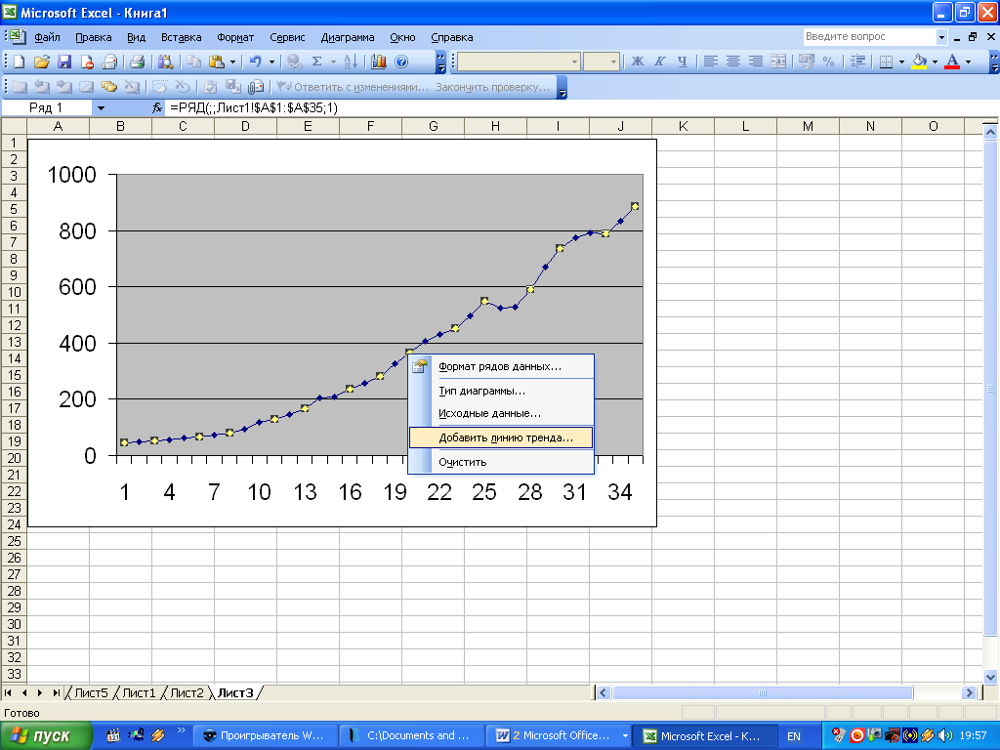 Microsoft Excel - Книга1
Файл Правка Вид Вставка Формат Сервис Диаграмма Окно Справка Введите вопрос
Σ Ж К Ч %
Ответить с изменениями... Закончить проверку...
Ряд 1 fx =РЯД(;;Лист1!$A$1:$A$35;1)
A B C D E F G H I J K L M N O
1
2
3
4
5
6
7
8
9
10
11
12
13
14
15
16
17
18
19
20
21
22
23
24
25
26
27
28
29
30
31
32
33
1000
800
600
400
200
0
1 4 7 10 13 16 19 22 25 28 31 34
Формат рядов данных...
Тип диаграммы...
Исходные данные...
Добавить линию тренда...
Очистить
Лист5 Лист1 Лист2 Лист3
Готово
пуск Проигрыватель W... C:\Documents and ... 2 Microsoft Office... Microsoft Excel - К... EN 19:57